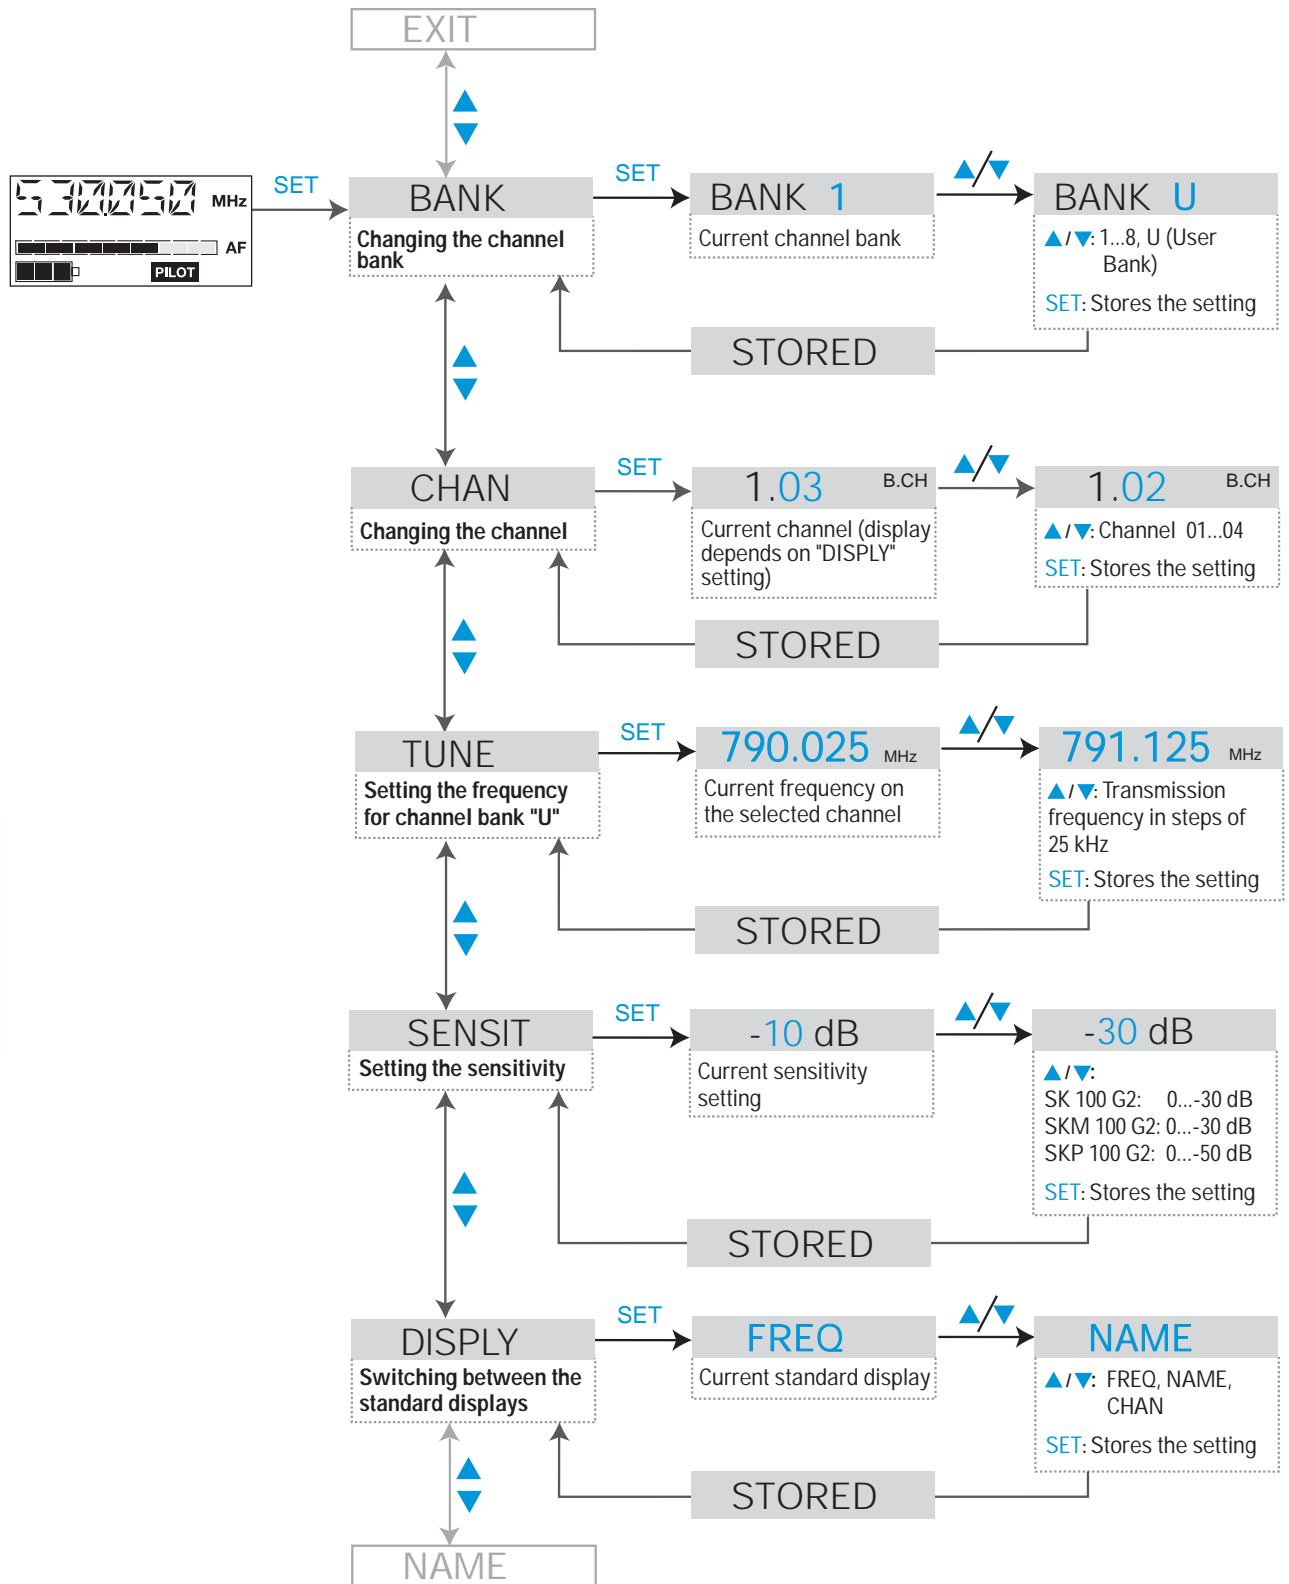 EXIT
530.050 MHz
AF
PILOT
SET
BANK
Changing the channel
bank
SET
BANK 1
Current channel bank
▲/▼
BANK U
▲/▼: 1...8, U (User
Bank)
SET: Stores the setting
STORED
CHAN
Changing the channel
SET
1.03 B.CH
Current channel (display
depends on "DISPLY"
setting)
▲/▼
1.02 B.CH
▲/▼: Channel 01...04
SET: Stores the setting
STORED
TUNE
Setting the frequency
for channel bank "U"
SET
790.025 MHz
Current frequency on
the selected channel
▲/▼
791.125 MHz
▲/▼: Transmission
frequency in steps of
25 kHz
SET: Stores the setting
STORED
SENSIT
Setting the sensitivity
SET
-10 dB
Current sensitivity
setting
▲/▼
-30 dB
▲/▼:
SK 100 G2: 0...-30 dB
SKM 100 G2: 0...-30 dB
SKP 100 G2: 0...-50 dB
SET: Stores the setting
STORED
DISPLY
Switching between the
standard displays
SET
FREQ
Current standard display
▲/▼
NAME
▲/▼: FREQ, NAME,
CHAN
SET: Stores the setting
STORED
NAME